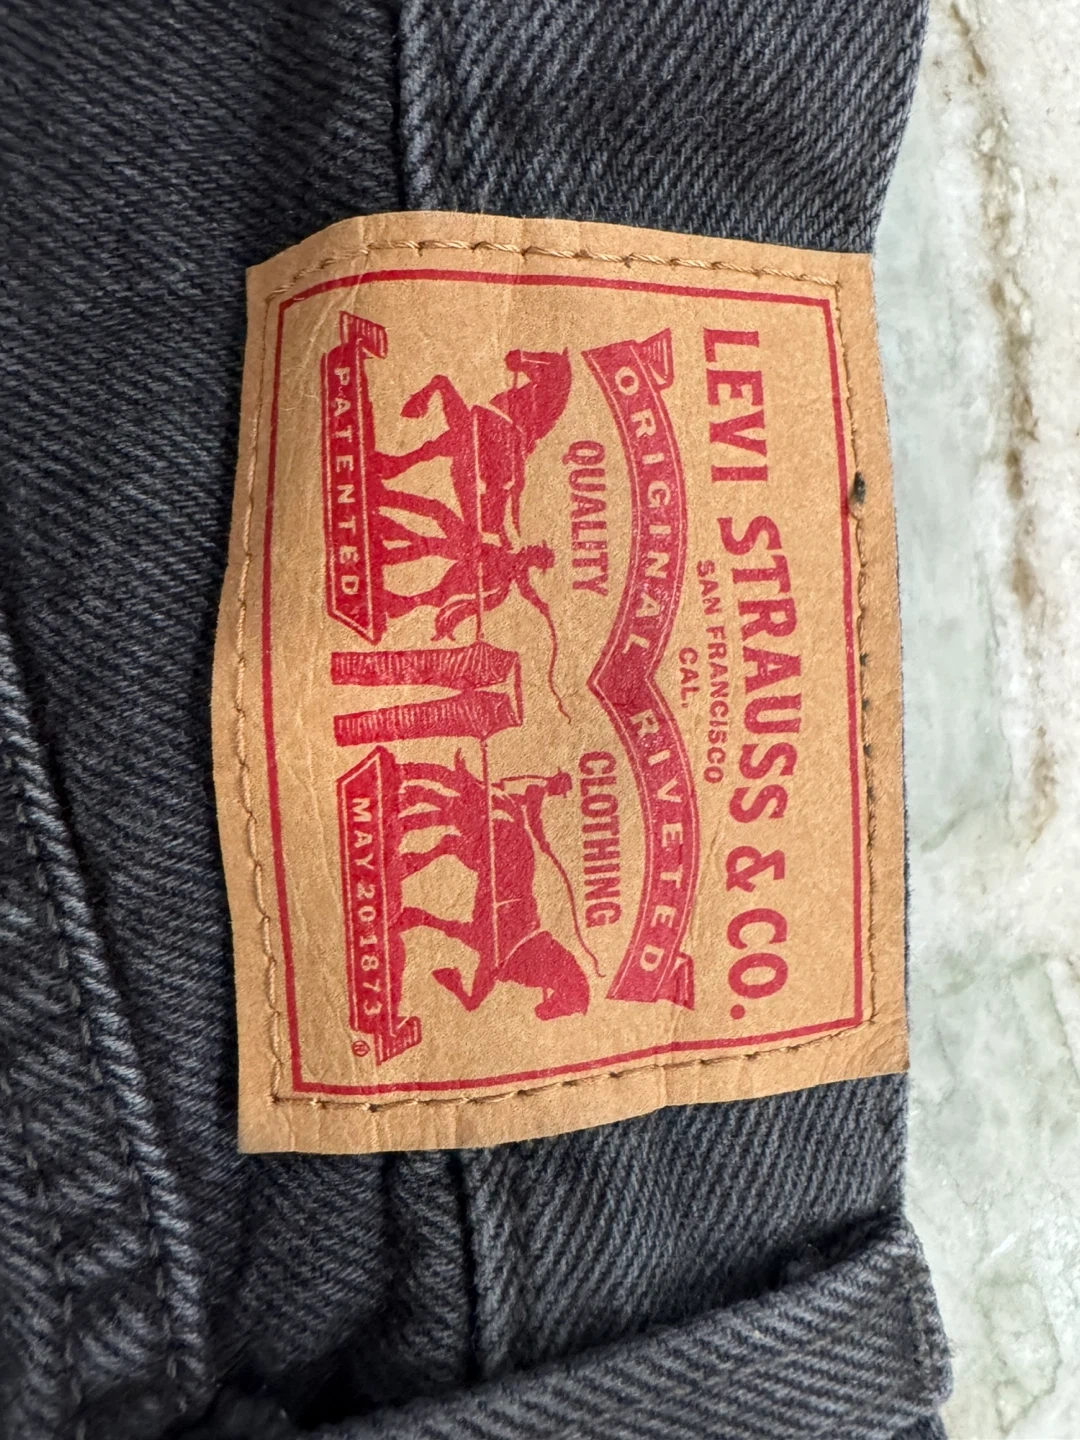 LEVI STRAUSS & CO.
SAN FRANCISCO
CAL.
ORIGINAL RIVETED
QUALITY CLOTHING
PATENTED MAY 20 1873 ®